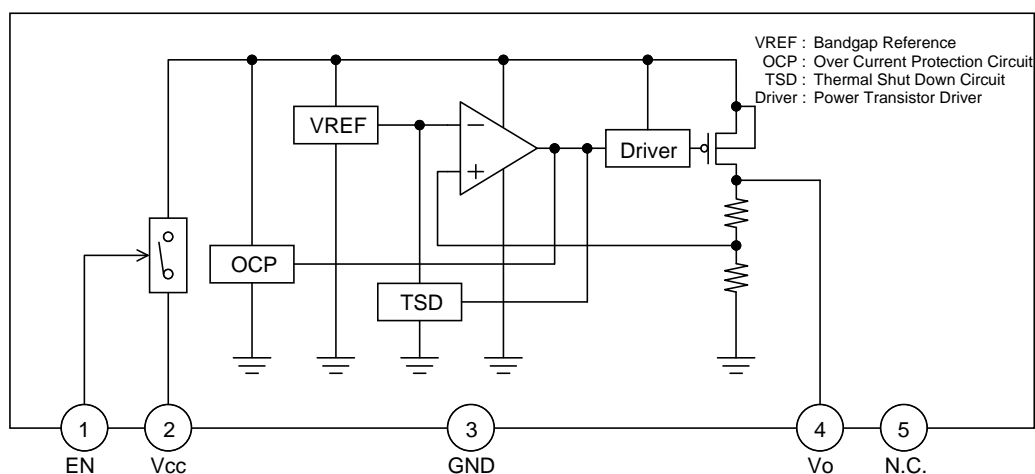 VREF : Bandgap Reference
OCP : Over Current Protection Circuit
TSD : Thermal Shut Down Circuit
Driver : Power Transistor Driver
VREF
−
+
Driver
OCP
TSD
1
2
3
4
5
EN
Vcc
GND
Vo
N.C.